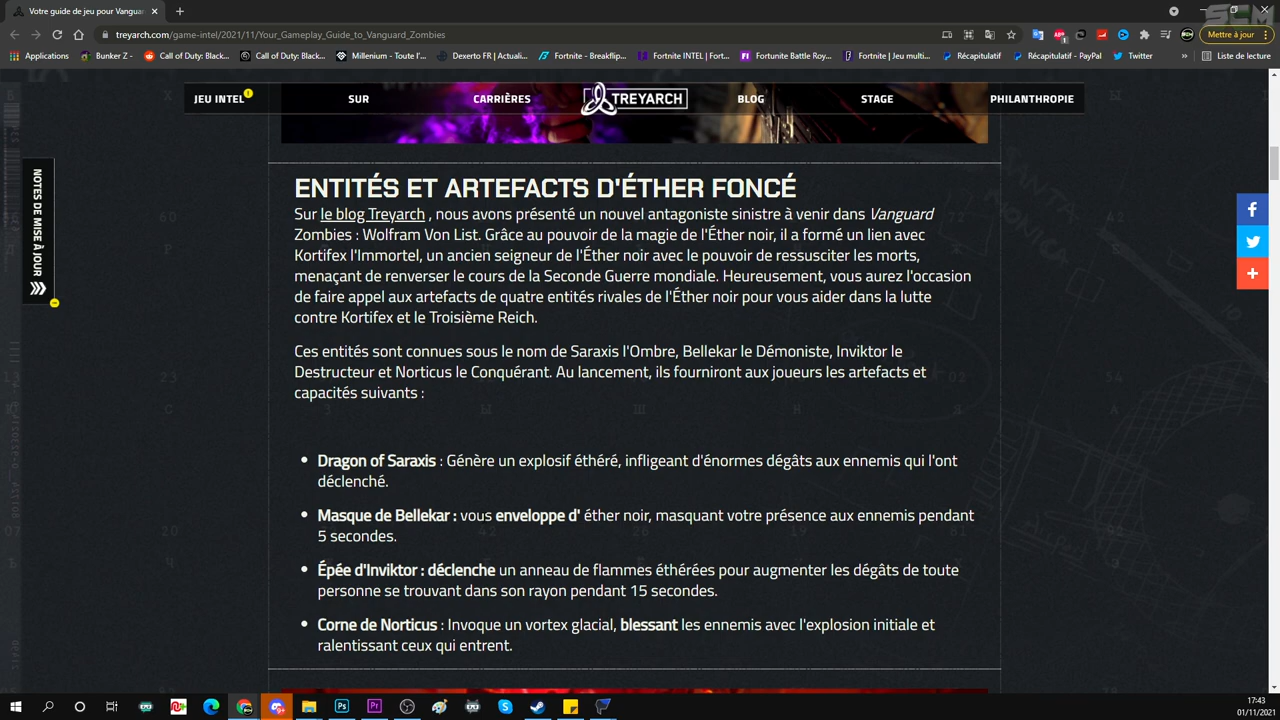 Votre guide de jeu pour Vangua
treyarch.com/game-intel/2021/11/Your_Gameplay_Guide_to_Vanguard_Zombies
Mettre à jour
Applications
Bunker Z -
Call of Duty: Black...
Call of Duty: Black...
Millenium - Toute l'...
Dexerto FR | Actuali...
Fortnite - Breakflip...
Fortnite INTEL | Fort...
Fortunite Battle Roy...
Fortnite | Jeu multi...
Récapitulatif
Récapitulatif - PayPal
Twitter
»
Liste de lecture
JEU INTEL
SUR
CARRIÈRES
TREYARCH
BLOG
STAGE
PHILANTHROPIE
NOTES DE MISE À JOUR
ENTITÉS ET ARTEFACTS D'ÉTHER FONCÉ
Sur le blog Treyarch , nous avons présenté un nouvel antagoniste sinistre à venir dans Vanguard
Zombies : Wolfram Von List. Grâce au pouvoir de la magie de l'Éther noir, il a formé un lien avec
Kortifex l'Immortel, un ancien seigneur de l'Éther noir avec le pouvoir de ressusciter les morts,
menaçant de renverser le cours de la Seconde Guerre mondiale. Heureusement, vous aurez l'occasion
de faire appel aux artefacts de quatre entités rivales de l'Éther noir pour vous aider dans la lutte
contre Kortifex et le Troisième Reich.
Ces entités sont connues sous le nom de Saraxis l'Ombre, Bellekar le Démoniste, Inviktor le
Destructeur et Norticus le Conquérant. Au lancement, ils fourniront aux joueurs les artefacts et
capacités suivants :
• Dragon of Saraxis : Génère un explosif éthéré, infligeant d'énormes dégâts aux ennemis qui l'ont
déclenché.
• Masque de Bellekar : vous enveloppe d' éther noir, masquant votre présence aux ennemis pendant
5 secondes.
• Épée d'Inviktor : déclenche un anneau de flammes éthérées pour augmenter les dégâts de toute
personne se trouvant dans son rayon pendant 15 secondes.
• Corne de Norticus : Invoque un vortex glacial, blessant les ennemis avec l'explosion initiale et
ralentissant ceux qui entrent.
17:43
01/11/2021